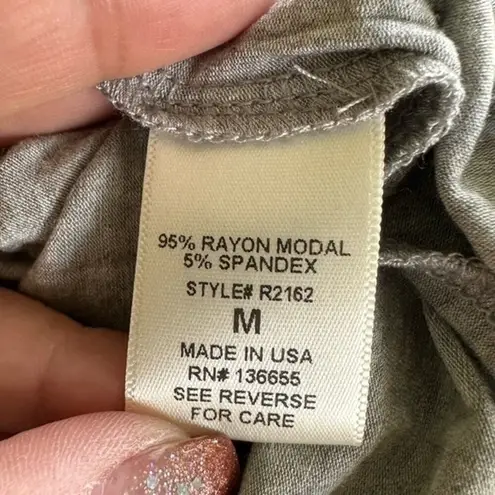 95% RAYON MODAL
5% SPANDEX
STYLE# R2162
M
MADE IN USA
RN# 136655
SEE REVERSE
FOR CARE